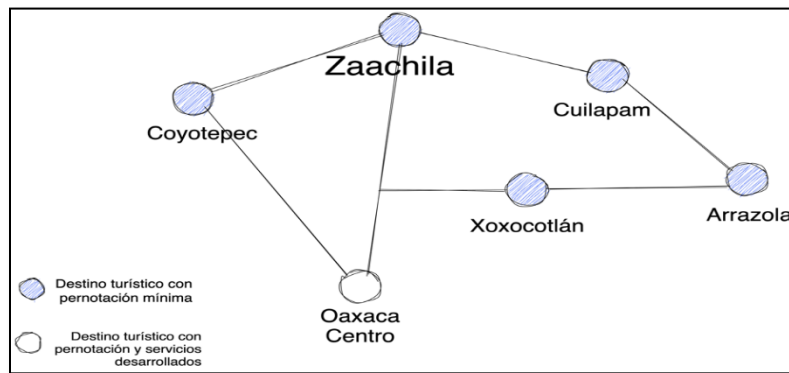 Zaachila
Coyotepec
Cuilapam
Xoxocotlán
Arrazola
Oaxaca
Centro
Destino turístico con
pernotación mínima
Destino turístico con
pernotación y servicios
desarrollados